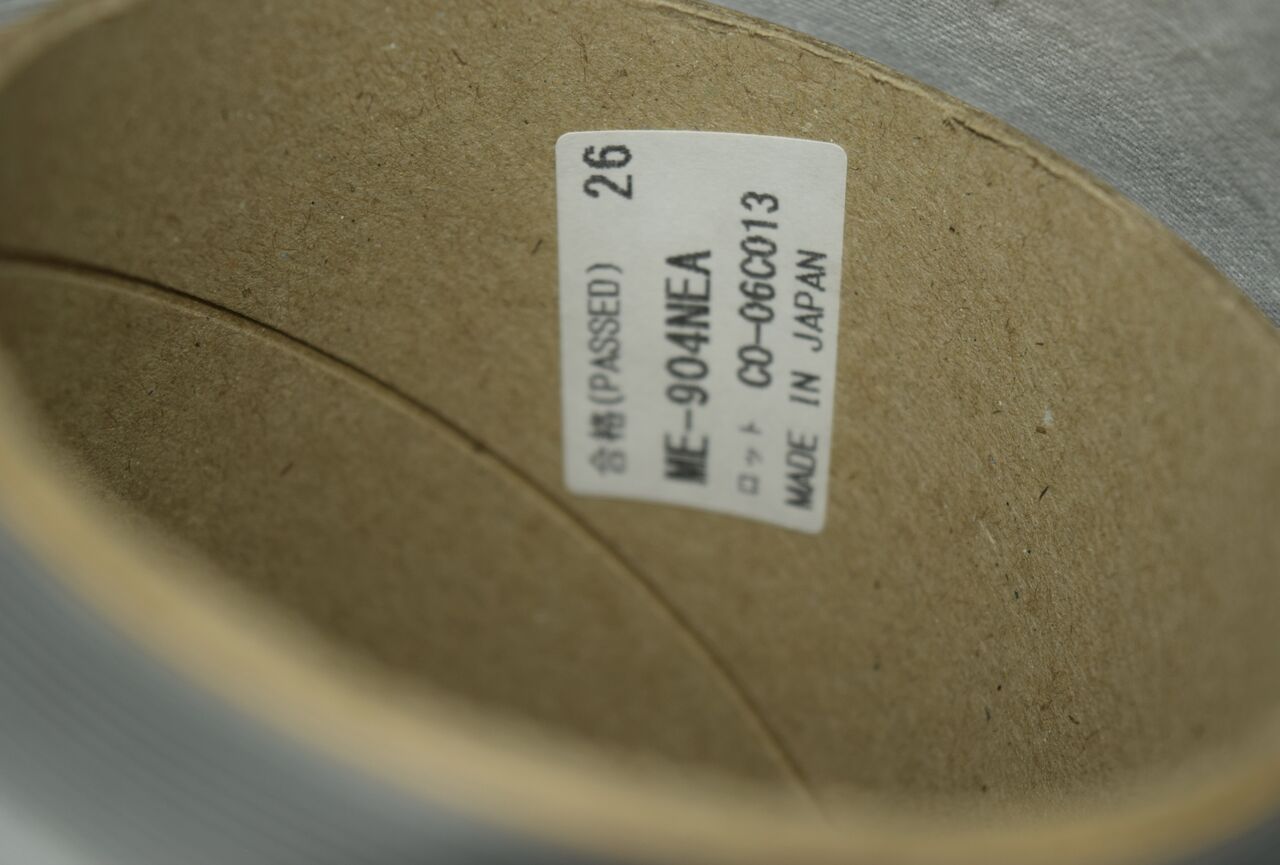 合格(PASSED) 26
ME-904NEA
ロット CO-06C013
MADE IN JAPAN